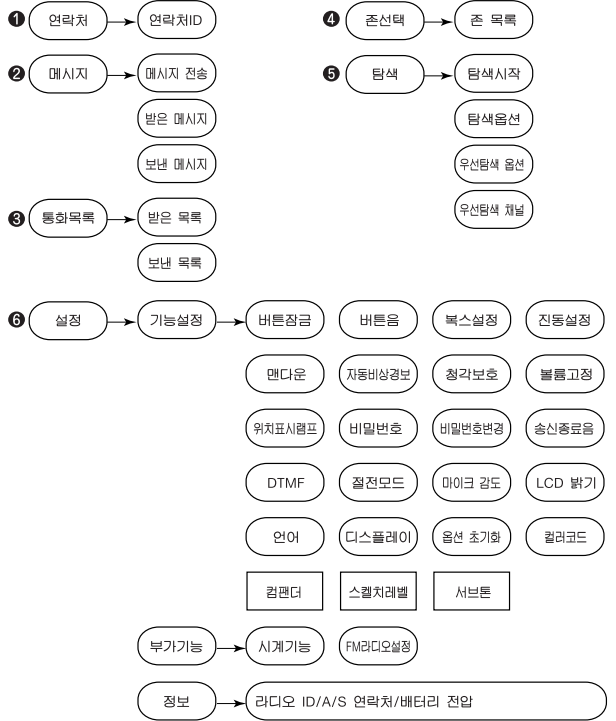 ❶ 연락처 연락처ID
❷ 메시지 메시지 전송
받은 메시지
보낸 메시지
❸ 통화목록 받은 목록
보낸 목록
❹ 존선택 존 목록
❺ 탐색 탐색시작
탐색옵션
우선탐색 옵션
우선탐색 채널
❻ 설정 기능설정 버튼잠금 버튼음 복스설정 진동설정
맨다운 자동비상경보 청각보호 볼륨고정
위치표시램프 비밀번호 비밀번호변경 송신종료음
DTMF 절전모드 마이크 감도 LCD 밝기
언어 디스플레이 옵션 초기화 컬러코드
컴팬더 스켈치레벨 서브톤
부가기능 시계기능 FM라디오설정
정보 라디오 ID/A/S 연락처/배터리 전압